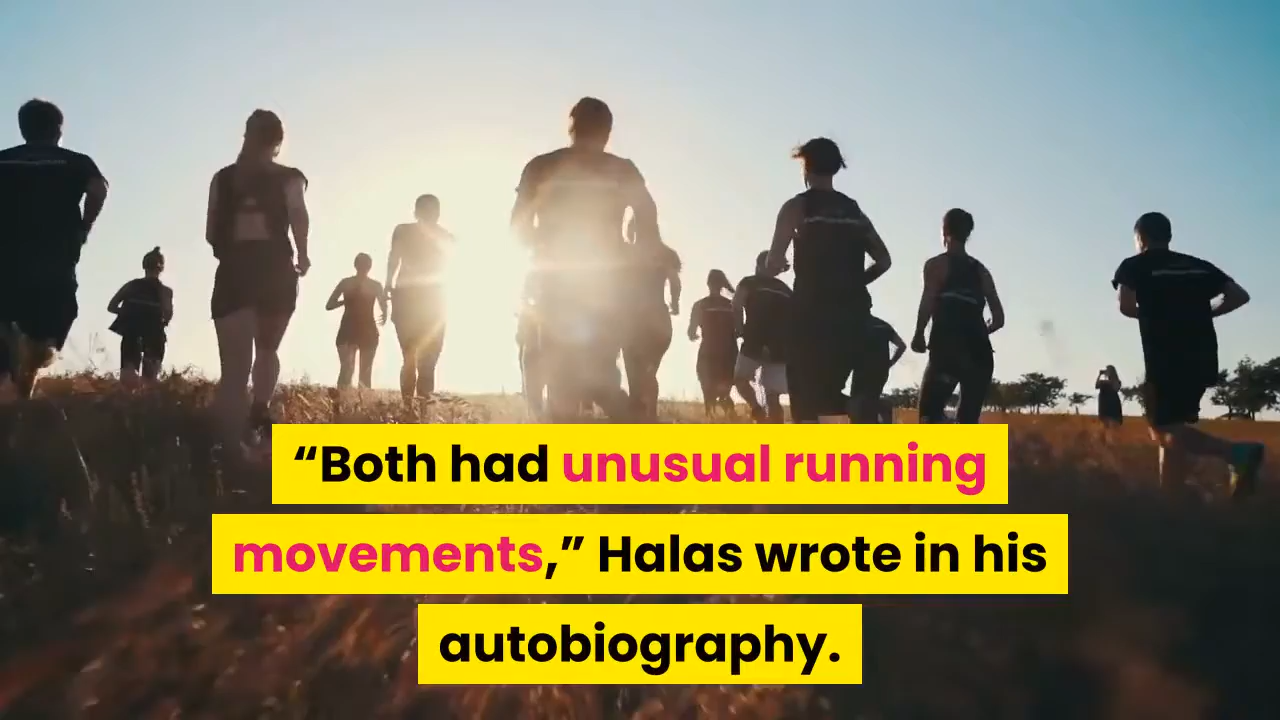 “Both had unusual running
movements,” Halas wrote in his
autobiography.